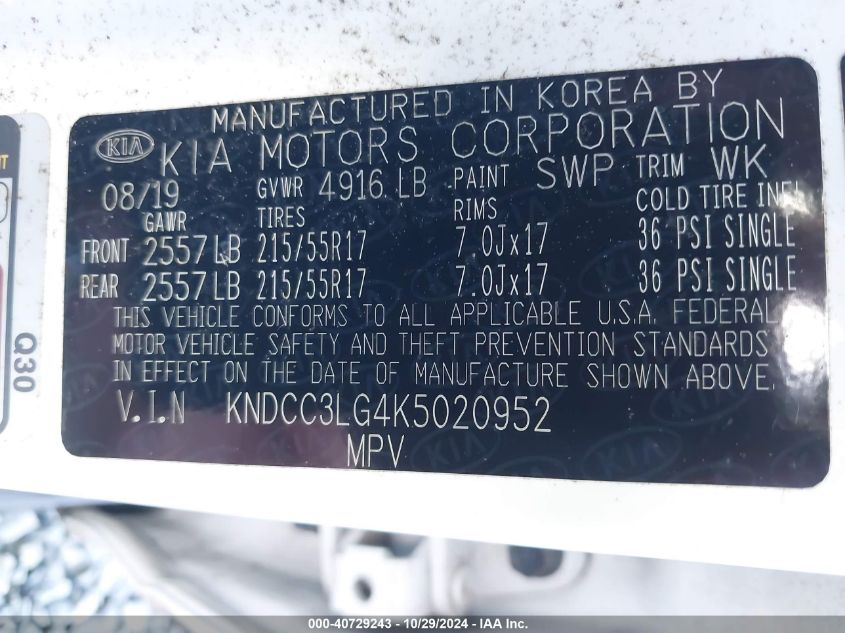 MANUFACTURED IN KOREA BY
KIA KIA MOTORS CORPORATION
08/19 GVWR 4916 LB PAINT SWP TRIM WK
GAWR TIRES RIMS COLD TIRE INFL
FRONT 2557 LB 215/55R17 7.0Jx17 36 PSI SINGLE
REAR 2557 LB 215/55R17 7.0Jx17 36 PSI SINGLE
THIS VEHICLE CONFORMS TO ALL APPLICABLE U.S.A. FEDERAL
MOTOR VEHICLE SAFETY AND THEFT PREVENTION STANDARDS
IN EFFECT ON THE DATE OF MANUFACTURE SHOWN ABOVE.
V.I.N KNDCC3LG4K5020952
MPV
Q30
000-40729243 - 10/29/2024 - IAA Inc.